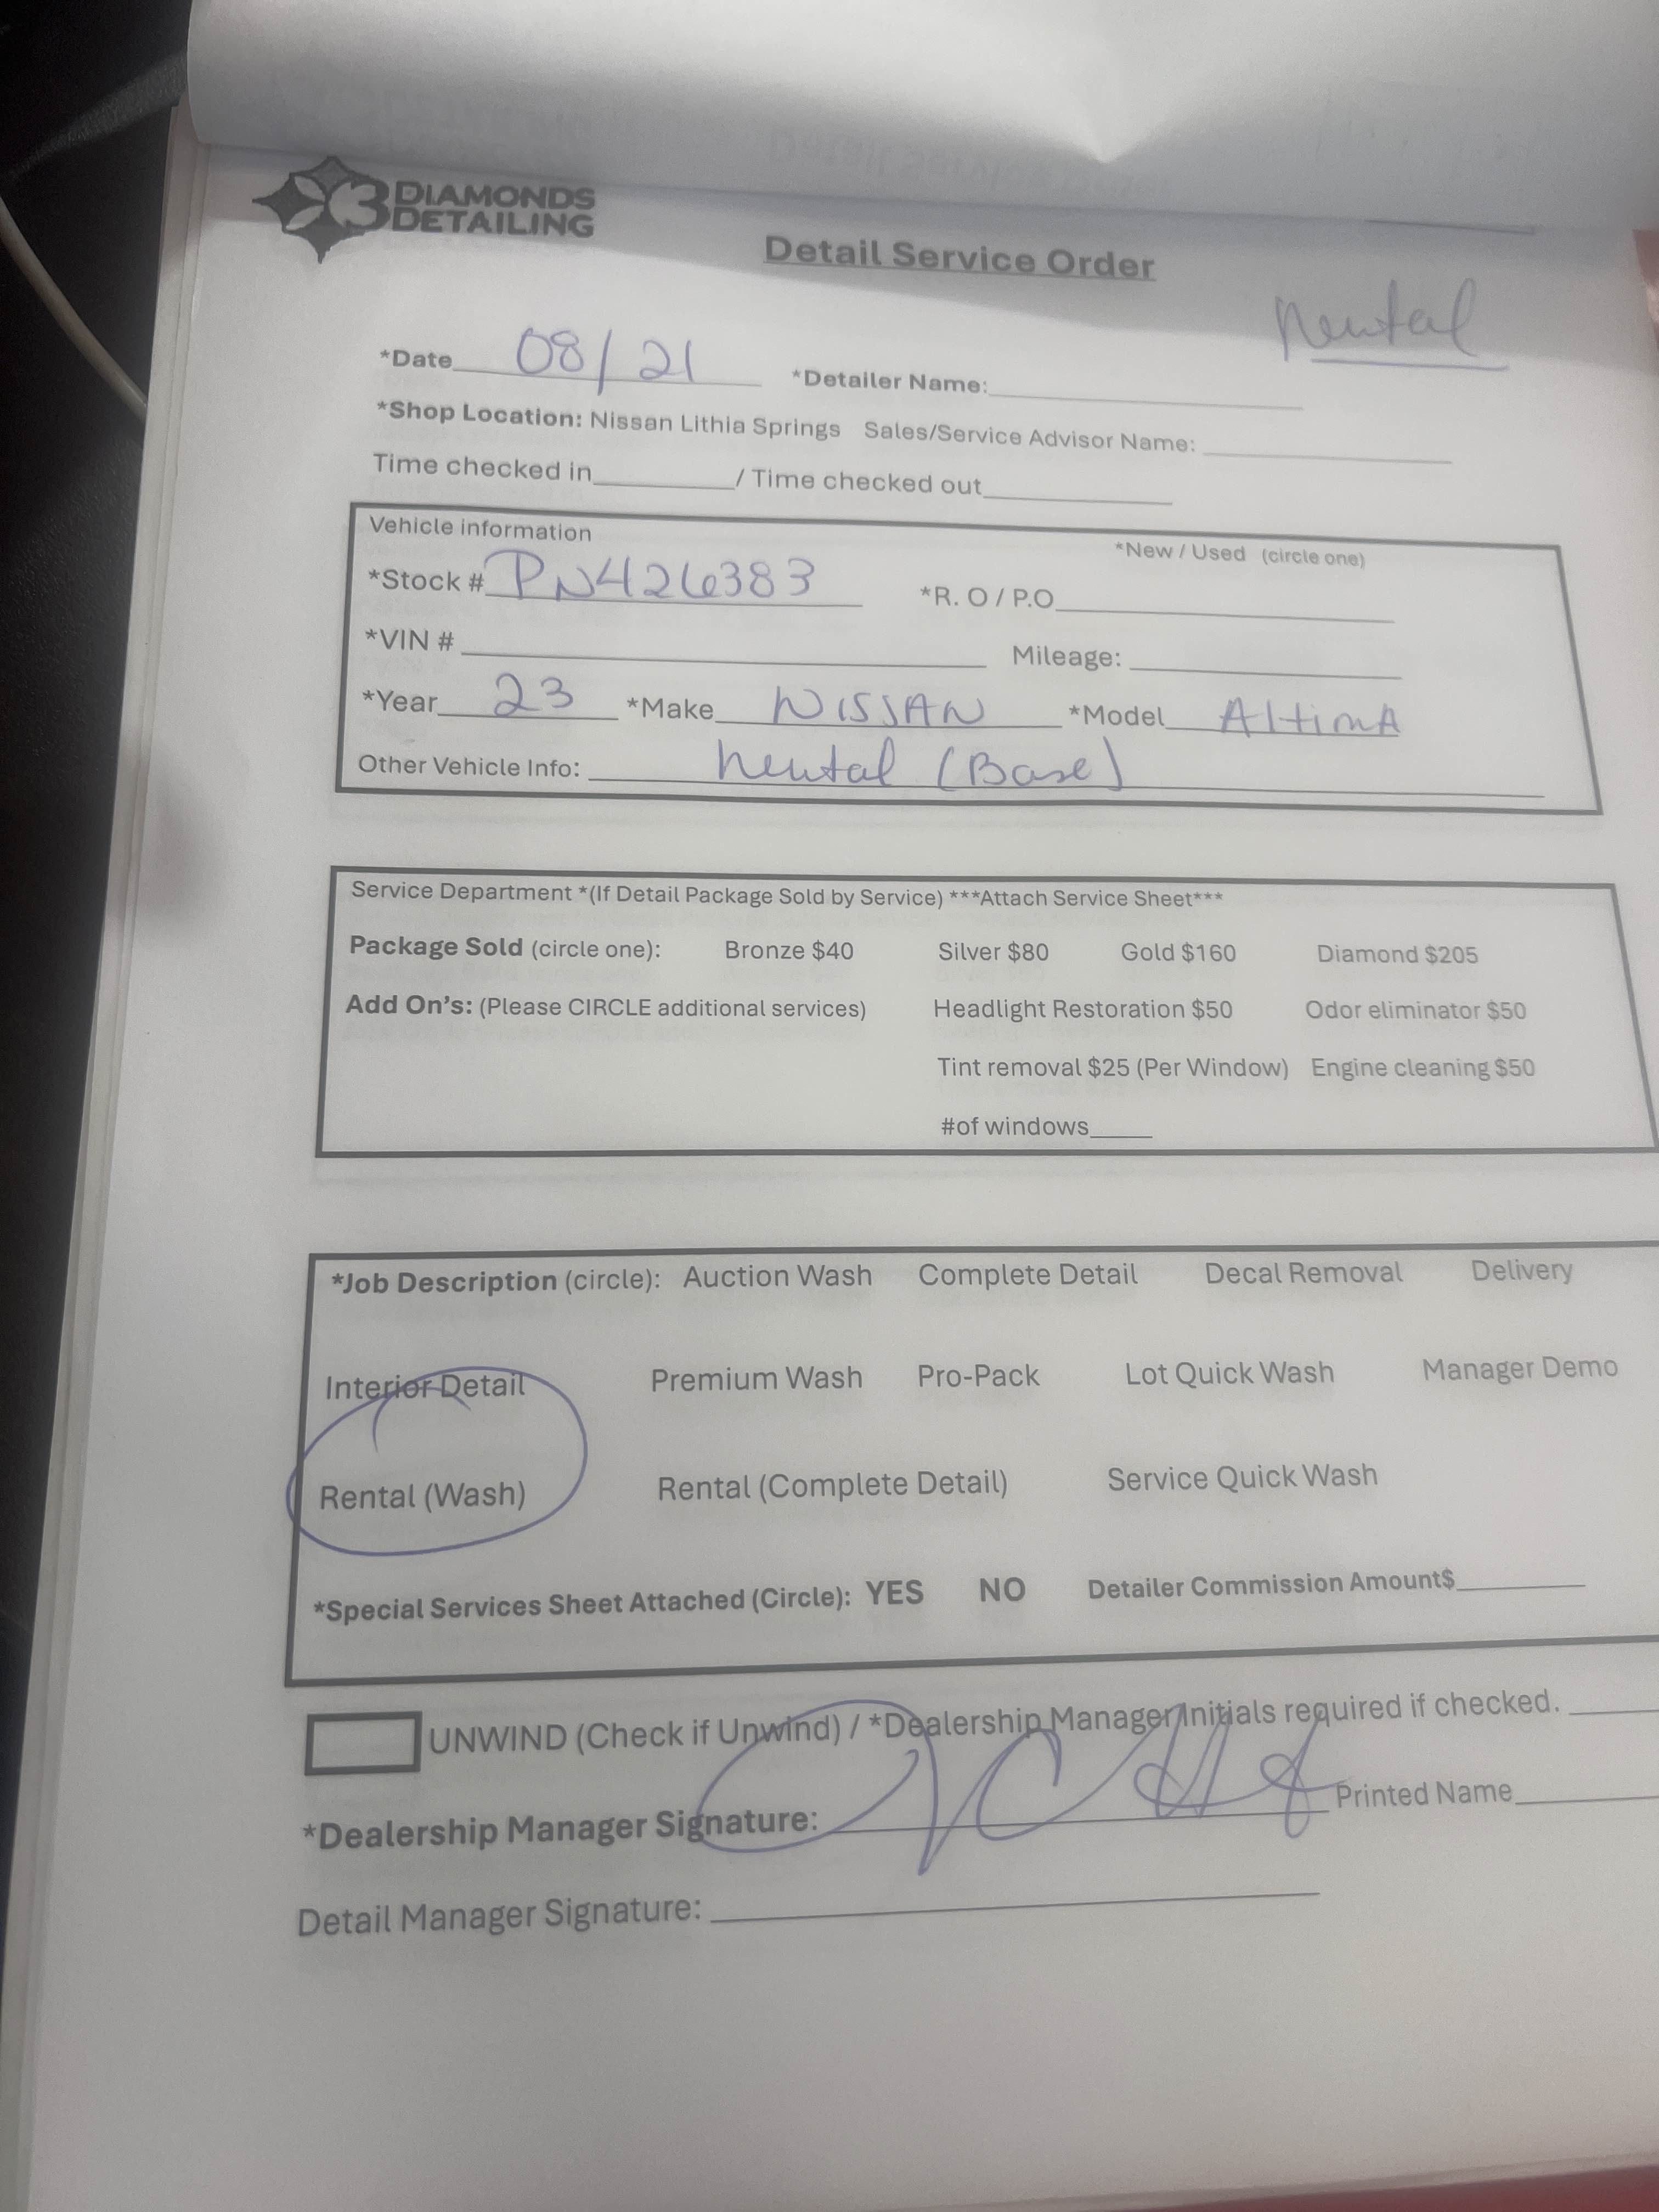 3 DIAMONDS
DETAILING
Detail Service Order
Rental
*Date 08/21 *Detailer Name:
*Shop Location: Nissan Lithia Springs Sales/Service Advisor Name:
Time checked in / Time checked out
Vehicle information *New / Used (circle one)
*Stock # PN426383 *R. O / P.O
*VIN # Mileage:
*Year 23 *Make NISSAN *Model AltimA
Other Vehicle Info: Rental (Base)
Service Department *(If Detail Package Sold by Service) ***Attach Service Sheet***
Package Sold (circle one): Bronze $40 Silver $80 Gold $160 Diamond $205
Add On's: (Please CIRCLE additional services) Headlight Restoration $50 Odor eliminator $50
Tint removal $25 (Per Window) Engine cleaning $50
#of windows
*Job Description (circle): Auction Wash Complete Detail Decal Removal Delivery
Interior Detail Premium Wash Pro-Pack Lot Quick Wash Manager Demo
Rental (Wash) Rental (Complete Detail) Service Quick Wash
*Special Services Sheet Attached (Circle): YES NO Detailer Commission Amount$
UNWIND (Check if Unwind) / *Dealership Manager Initials required if checked.
*Dealership Manager Signature: Printed Name
Detail Manager Signature: